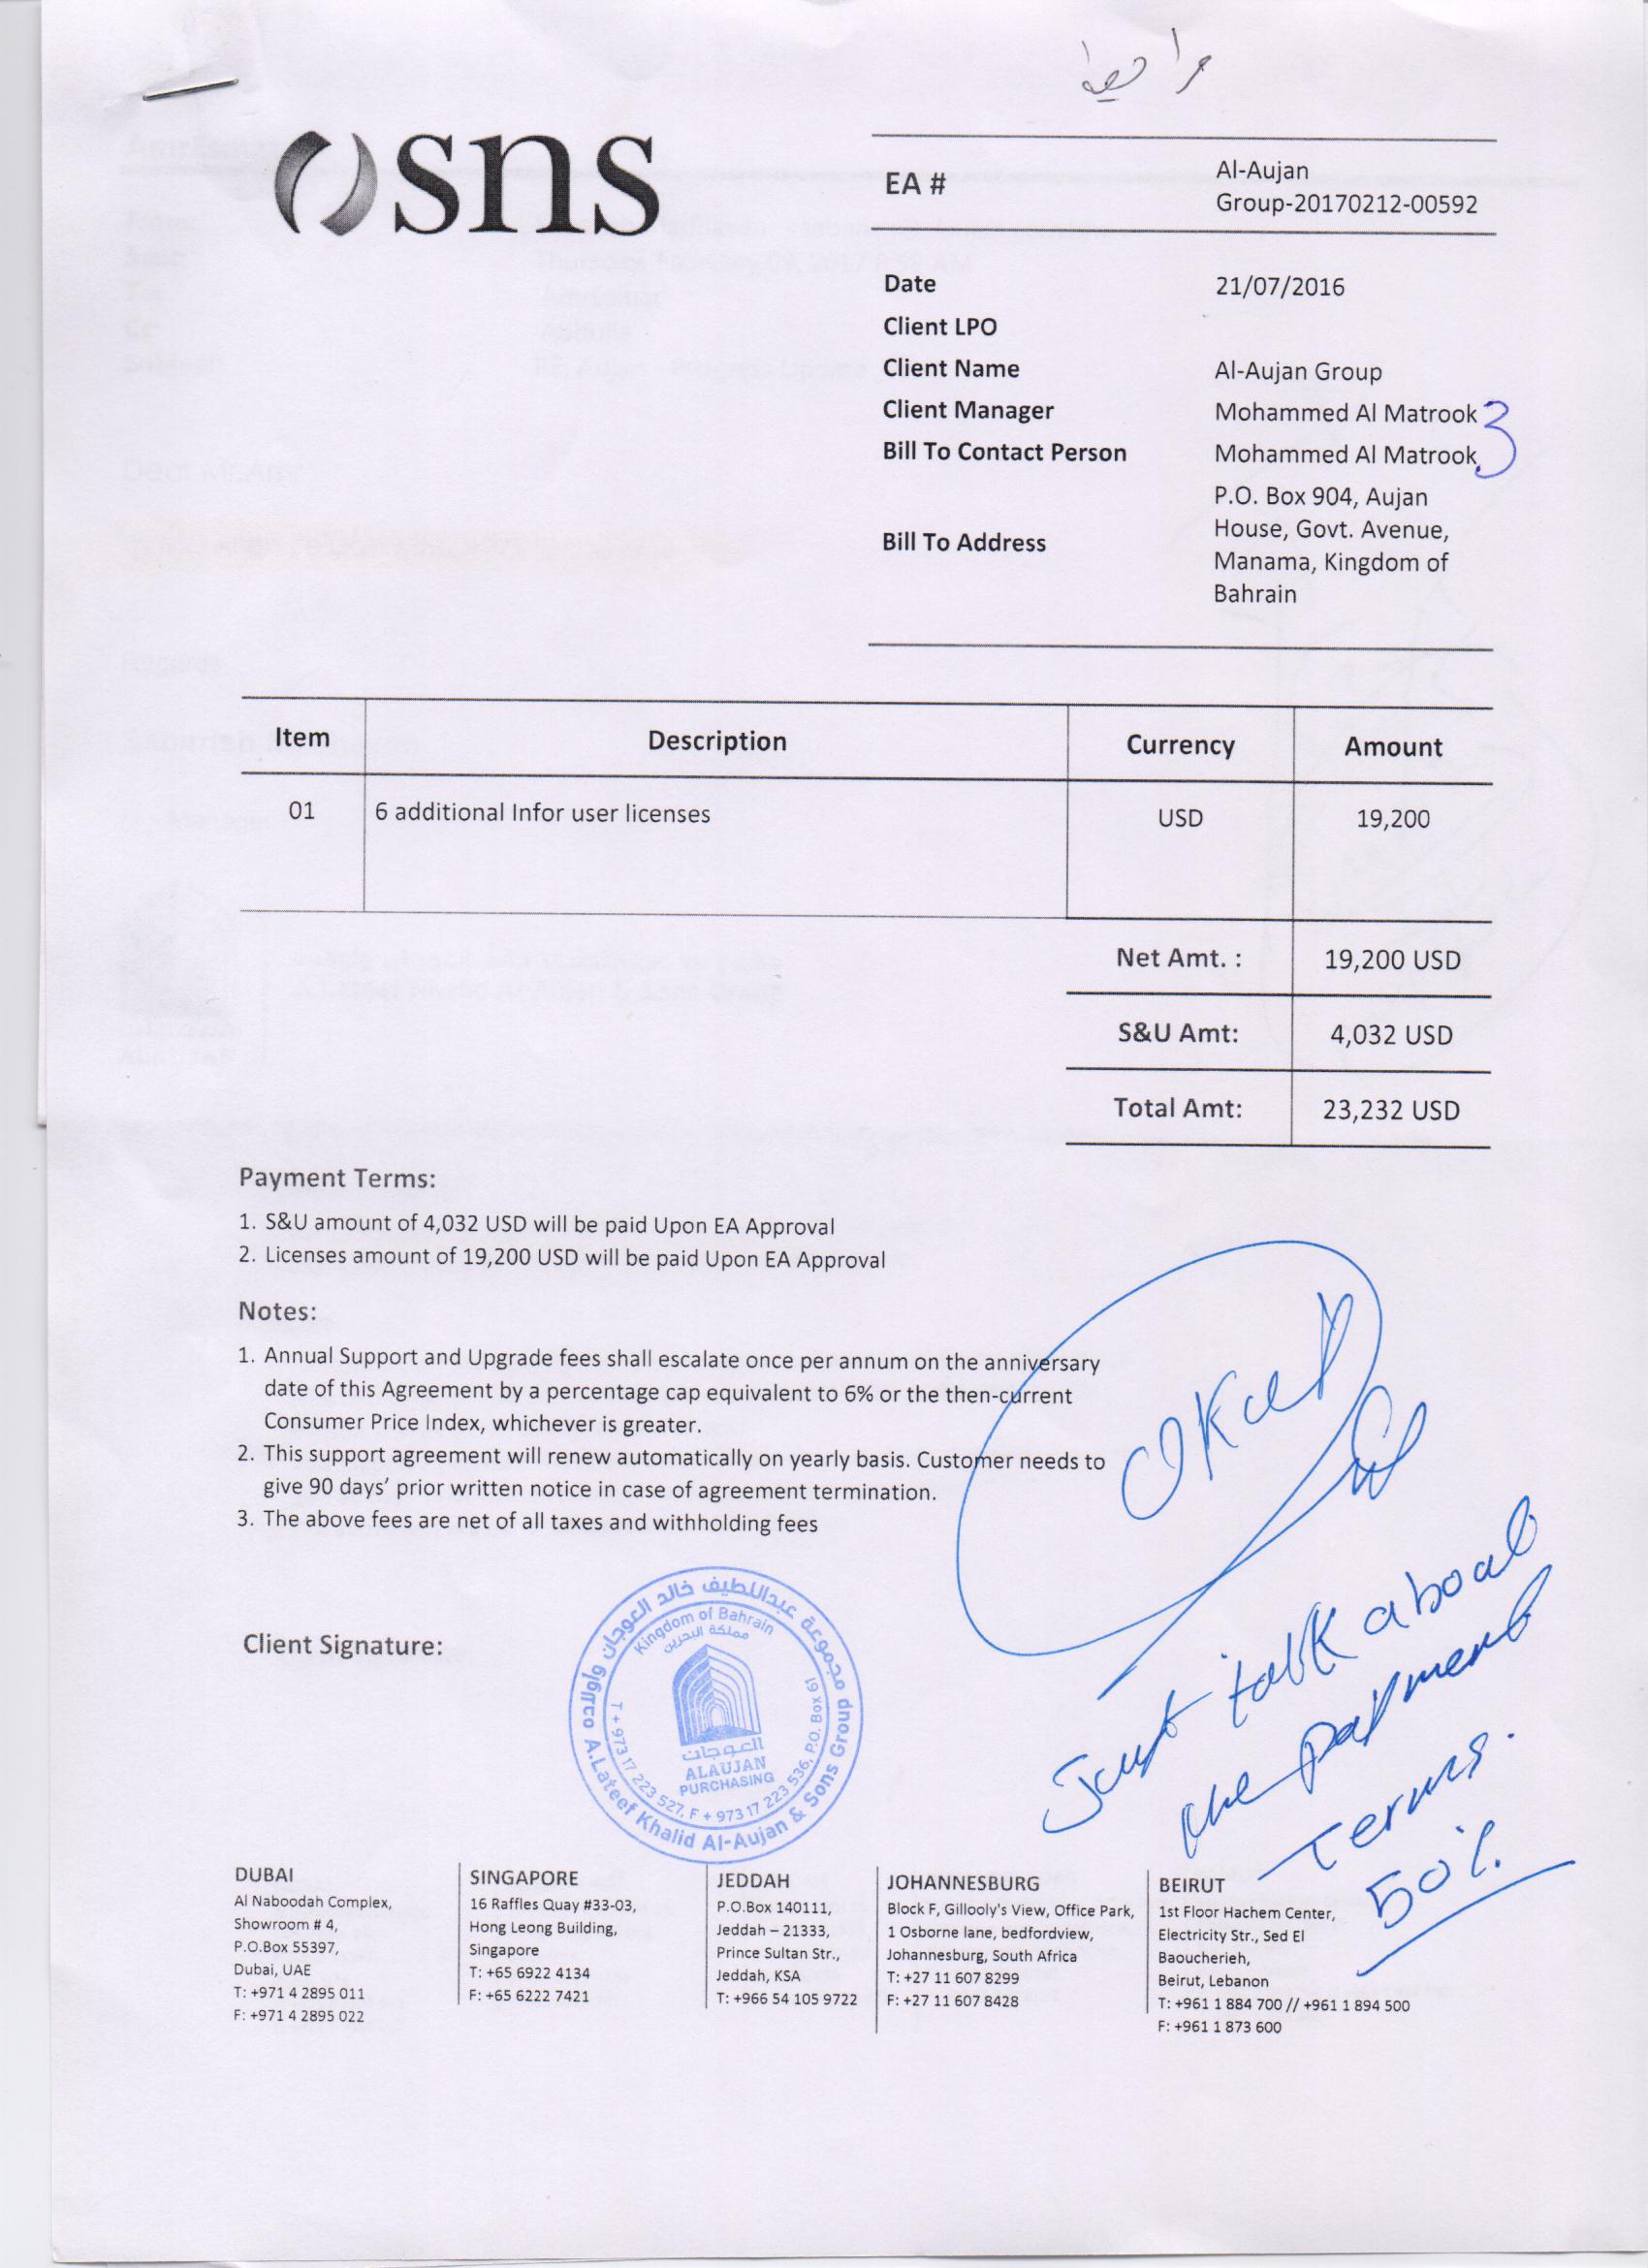 sns
EA #
Al-Aujan
Group-20170212-00592
Date 21/07/2016
Client LPO
Client Name Al-Aujan Group
Client Manager Mohammed Al Matrook
Bill To Contact Person Mohammed Al Matrook
3
Bill To Address
P.O. Box 904, Aujan
House, Govt. Avenue,
Manama, Kingdom of
Bahrain
Item Description Currency Amount
01 6 additional Infor user licenses USD 19,200
Net Amt. : 19,200 USD
S&U Amt: 4,032 USD
Total Amt: 23,232 USD
Payment Terms:
1. S&U amount of 4,032 USD will be paid Upon EA Approval
2. Licenses amount of 19,200 USD will be paid Upon EA Approval
Notes:
1. Annual Support and Upgrade fees shall escalate once per annum on the anniversary
date of this Agreement by a percentage cap equivalent to 6% or the then-current
Consumer Price Index, whichever is greater.
2. This support agreement will renew automatically on yearly basis. Customer needs to
give 90 days’ prior written notice in case of agreement termination.
3. The above fees are net of all taxes and withholding fees
Just talk about
the payment
Terms.
50%
Client Signature:
مجموعة عبداللطيف خالد العوجان وأولاده
Kingdom of Bahrain
مملكة البحرين
العوجان
ALAUJAN
PURCHASING
T + 973 17 223 527, F + 973 17 223 536, P.O. Box 61
A.Lateef Khalid Al-Aujan & Sons Group
DUBAI
Al Naboodah Complex,
Showroom # 4,
P.O.Box 55397,
Dubai, UAE
T: +971 4 2895 011
F: +971 4 2895 022
SINGAPORE
16 Raffles Quay #33-03,
Hong Leong Building,
Singapore
T: +65 6922 4134
F: +65 6222 7421
JEDDAH
P.O.Box 140111,
Jeddah – 21333,
Prince Sultan Str.,
Jeddah, KSA
T: +966 54 105 9722
JOHANNESBURG
Block F, Gillooly's View, Office Park,
1 Osborne lane, bedfordview,
Johannesburg, South Africa
T: +27 11 607 8299
F: +27 11 607 8428
BEIRUT
1st Floor Hachem Center,
Electricity Str., Sed El
Baoucherieh,
Beirut, Lebanon
T: +961 1 884 700 // +961 1 894 500
F: +961 1 873 600